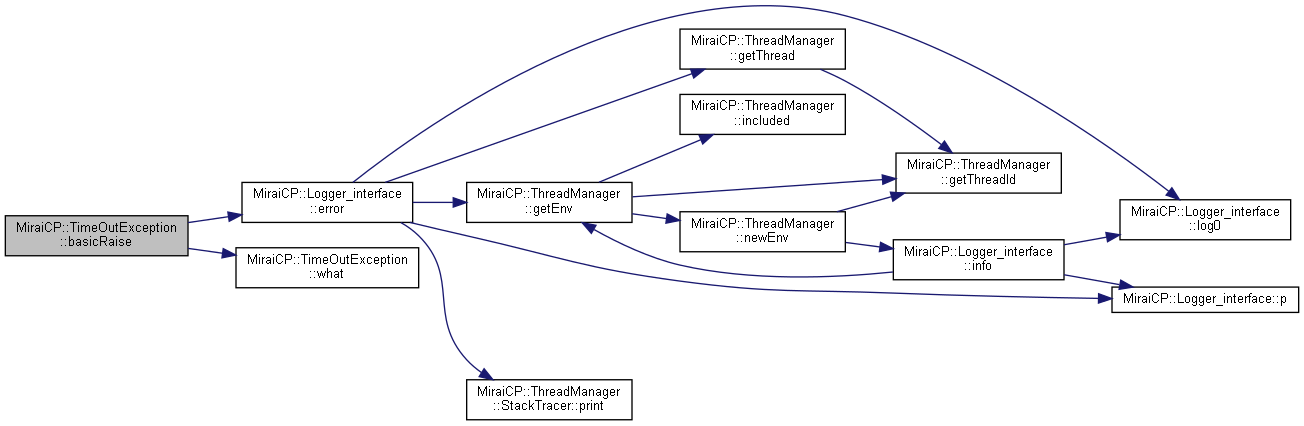 MiraiCP::TimeOutException
::basicRaise
MiraiCP::Logger_interface
::error
MiraiCP::TimeOutException
::what
MiraiCP::ThreadManager
::getThread
MiraiCP::ThreadManager
::included
MiraiCP::ThreadManager
::getEnv
MiraiCP::ThreadManager
::newEnv
MiraiCP::ThreadManager
::getThreadId
MiraiCP::Logger_interface
::info
MiraiCP::Logger_interface
::log0
MiraiCP::Logger_interface::p
MiraiCP::ThreadManager
::StackTracer::print